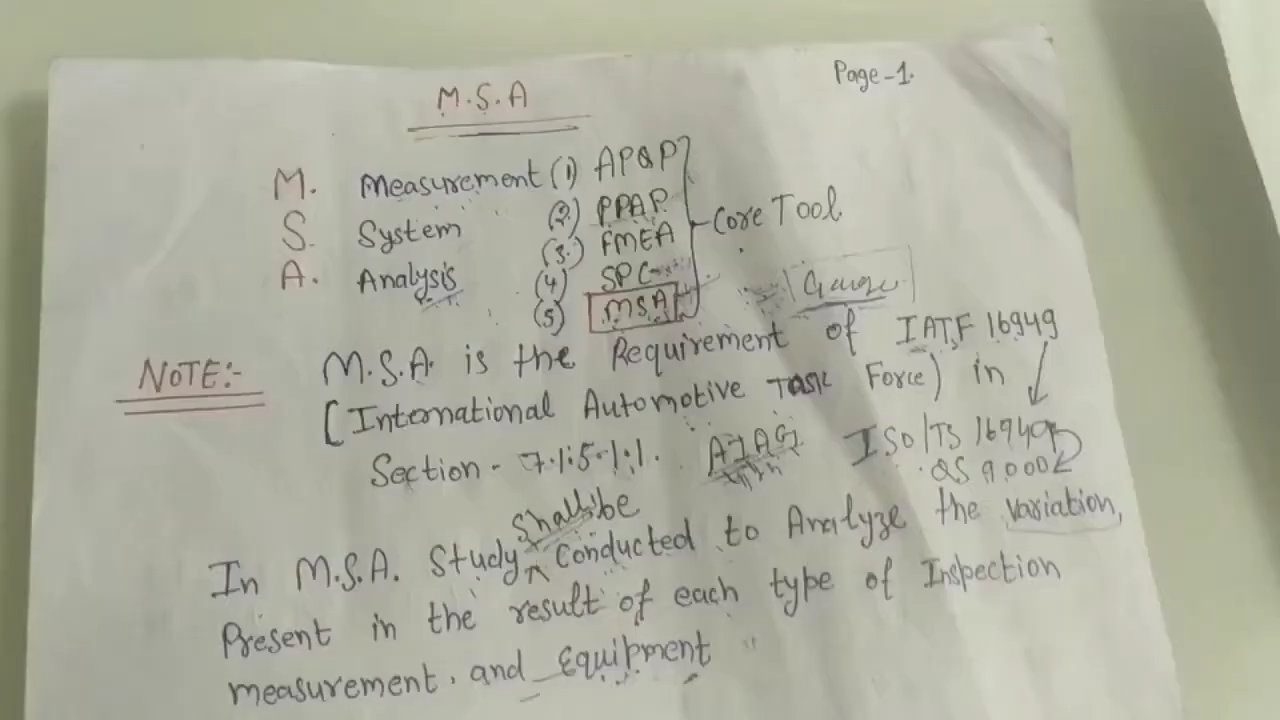 Page-1.
M.S.A
M. Measurement (1) APQP
S. System (2.) PPAP
(3.) FMEA
Core Tool
A. Analysis (4) SPC
(5) MSA
Gauge
NOTE:- M.S.A. is the Requirement of IATF 16949
[International Automotive Task Force) in
Section - 7.1.5.1.1. AIAG ISO/TS 16949
QS 9000
Shall be
In M.S.A. Study conducted to Analyze the variation,
Present in the result of each type of Inspection
measurement. and Equipment